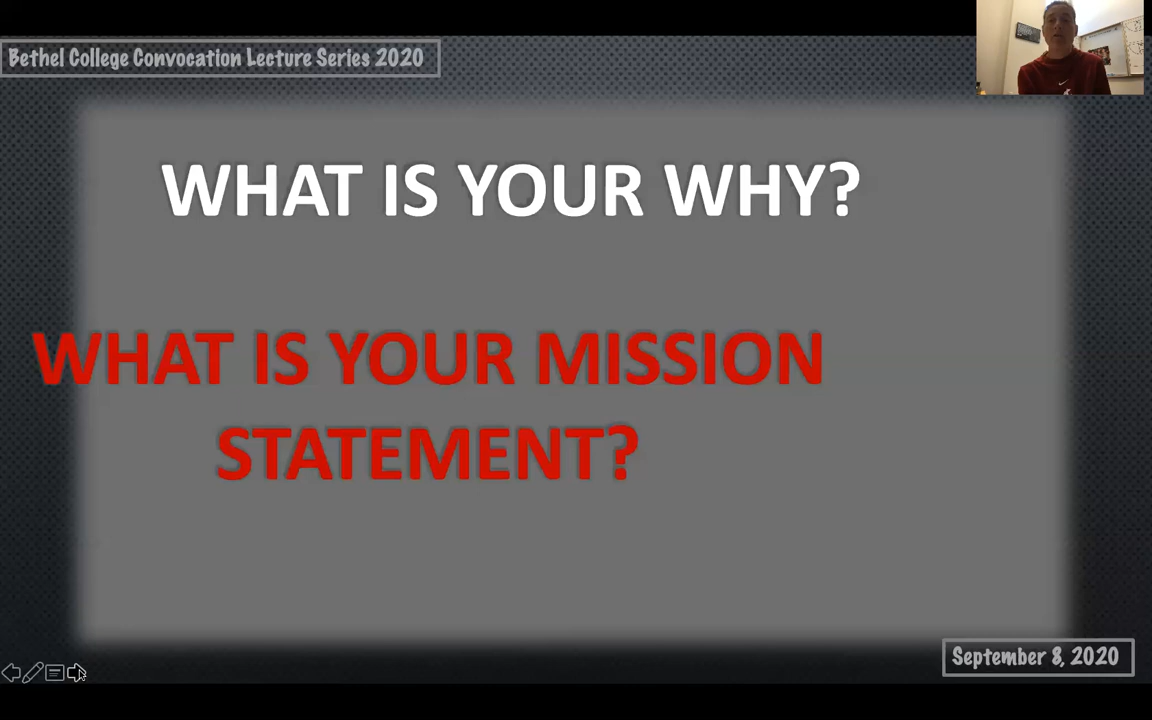 Bethel College Convocation Lecture Series 2020
WHAT IS YOUR WHY?
WHAT IS YOUR MISSION
STATEMENT?
September 8, 2020